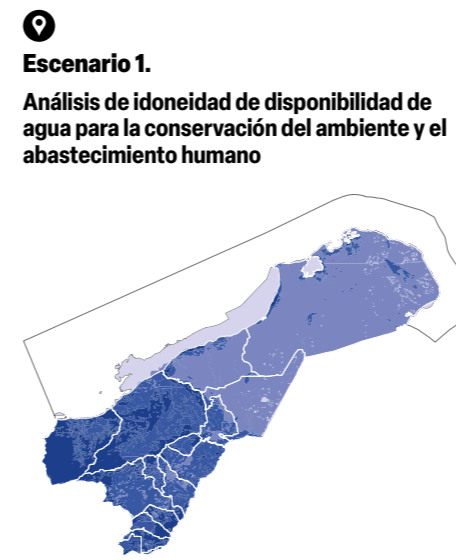 Escenario 1.
Análisis de idoneidad de disponibilidad de
agua para la conservación del ambiente y el
abastecimiento humano